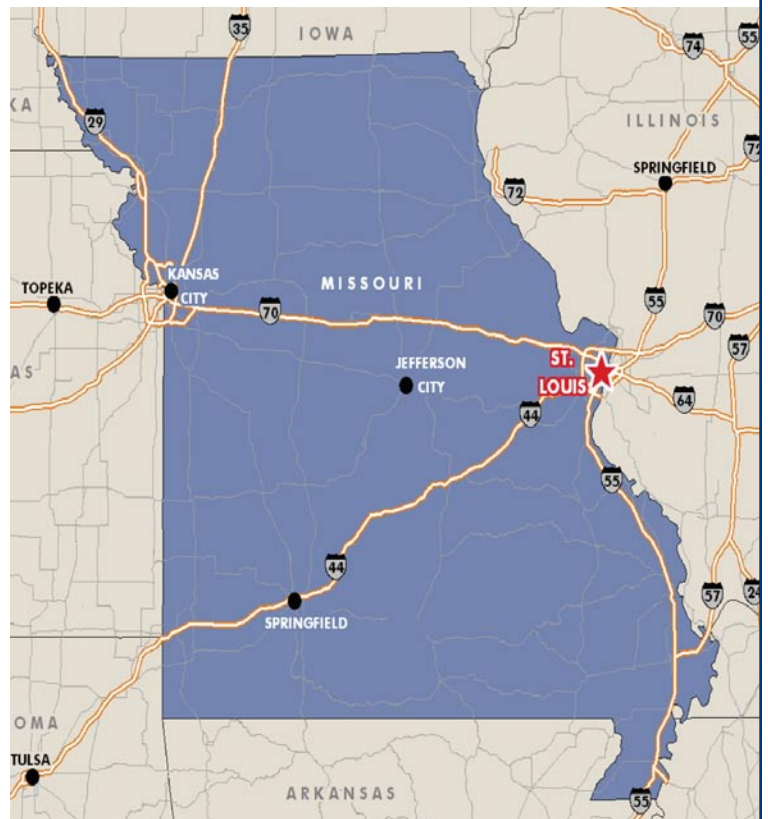 35
IOWA
74
55
KA
29
ILLINOIS
72
SPRINGFIELD
72
TOPEKA
KANSAS
CITY
MISSOURI
70
55
70
57
AS
JEFFERSON
CITY
ST.
LOUIS
44
64
55
44
SPRINGFIELD
57
24
OMA
TULSA
ARKANSAS
55